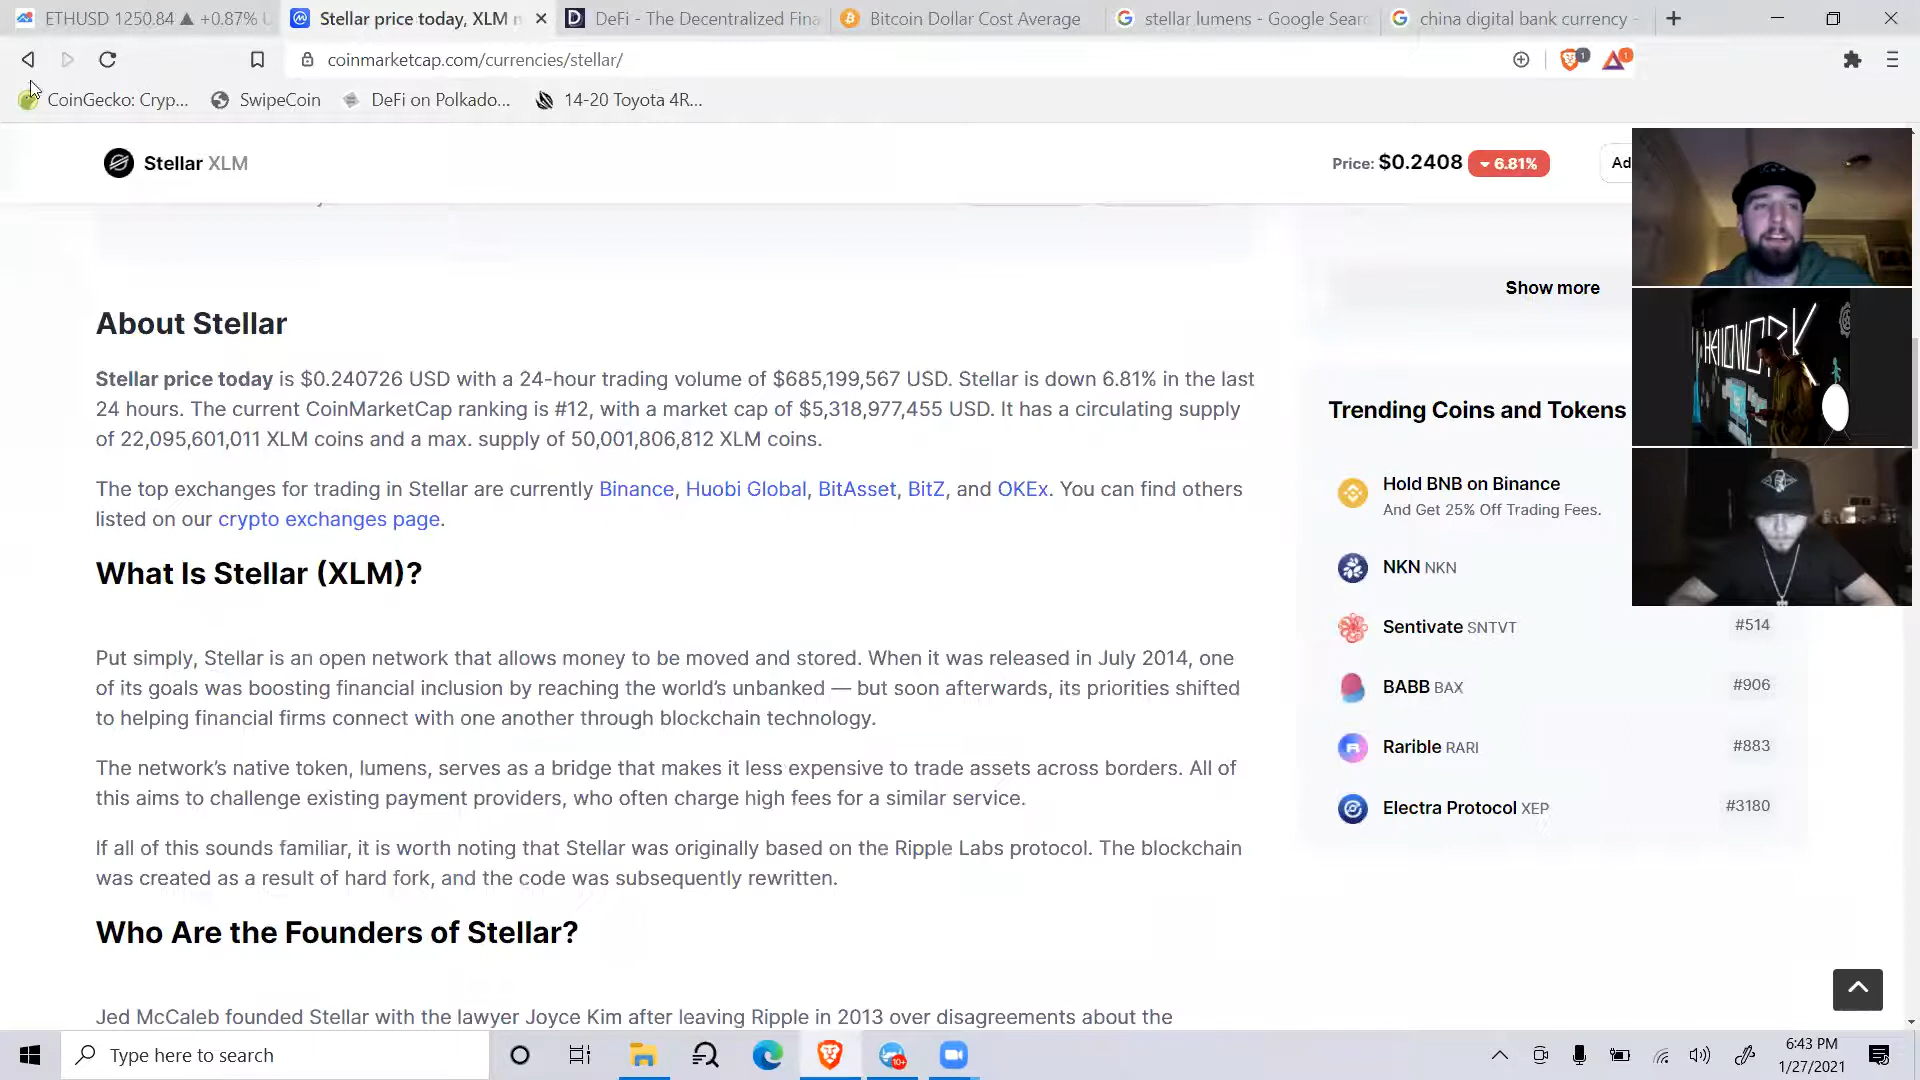 ETHUSD 1250.84 ▲ +0.87% U
Stellar price today, XLM m
DeFi - The Decentralized Fina
Bitcoin Dollar Cost Average
stellar lumens - Google Searc
china digital bank currency -
coinmarketcap.com/currencies/stellar/
1
1
CoinGecko: Cryp...
SwipeCoin
DeFi on Polkado...
14-20 Toyota 4R...
Stellar XLM
Price: $0.2408 6.81%
Ad
HELLOWORK
Show more
About Stellar
Stellar price today is $0.240726 USD with a 24-hour trading volume of $685,199,567 USD. Stellar is down 6.81% in the last
24 hours. The current CoinMarketCap ranking is #12, with a market cap of $5,318,977,455 USD. It has a circulating supply
of 22,095,601,011 XLM coins and a max. supply of 50,001,806,812 XLM coins.
The top exchanges for trading in Stellar are currently Binance, Huobi Global, BitAsset, BitZ, and OKEx. You can find others
listed on our crypto exchanges page.
What Is Stellar (XLM)?
Put simply, Stellar is an open network that allows money to be moved and stored. When it was released in July 2014, one
of its goals was boosting financial inclusion by reaching the world's unbanked — but soon afterwards, its priorities shifted
to helping financial firms connect with one another through blockchain technology.
The network's native token, lumens, serves as a bridge that makes it less expensive to trade assets across borders. All of
this aims to challenge existing payment providers, who often charge high fees for a similar service.
If all of this sounds familiar, it is worth noting that Stellar was originally based on the Ripple Labs protocol. The blockchain
was created as a result of hard fork, and the code was subsequently rewritten.
Who Are the Founders of Stellar?
Jed McCaleb founded Stellar with the lawyer Joyce Kim after leaving Ripple in 2013 over disagreements about the
Trending Coins and Tokens
Hold BNB on Binance
And Get 25% Off Trading Fees.
NKN NKN
Sentivate SNTVT #514
BABB BAX #906
Rarible RARI #883
Electra Protocol XEP #3180
Type here to search
10+
6:43 PM
1/27/2021